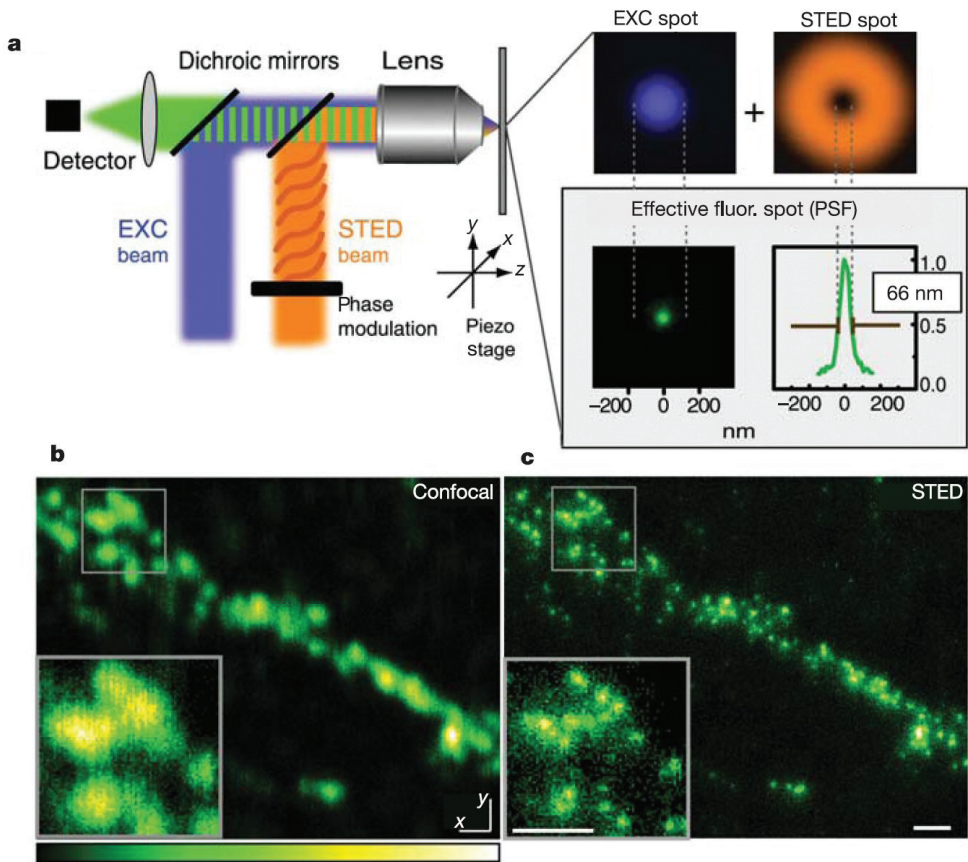 a
EXC spot
STED spot
Dichroic mirrors
Lens
+
Detector
EXC
beam
STED
beam
Phase
modulation
y
x
z
Piezo
stage
Effective fluor. spot (PSF)
1.0
66 nm
0.5
0.0
−200 0 200
−200 0 200
nm
b
Confocal
y
x
c
STED